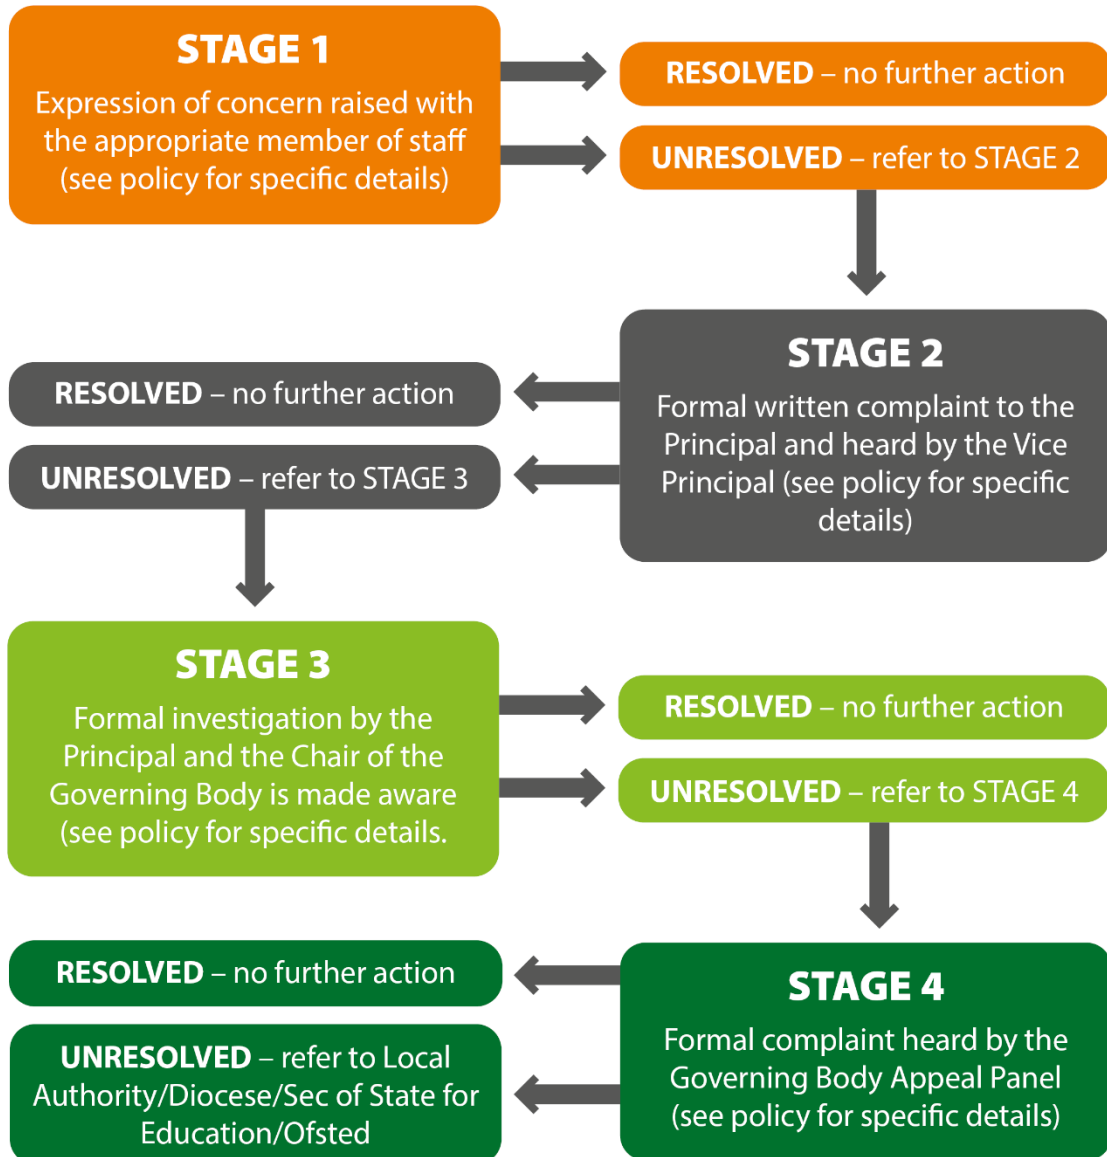 STAGE 1
Expression of concern raised with
the appropriate member of staff
(see policy for specific details)
RESOLVED – no further action
UNRESOLVED – refer to STAGE 2
STAGE 2
Formal written complaint to the
Principal and heard by the Vice
Principal (see policy for specific
details)
RESOLVED – no further action
UNRESOLVED – refer to STAGE 3
STAGE 3
Formal investigation by the
Principal and the Chair of the
Governing Body is made aware
(see policy for specific details.
RESOLVED – no further action
UNRESOLVED – refer to STAGE 4
STAGE 4
Formal complaint heard by the
Governing Body Appeal Panel
(see policy for specific details)
RESOLVED – no further action
UNRESOLVED – refer to Local
Authority/Diocese/Sec of State for
Education/Ofsted